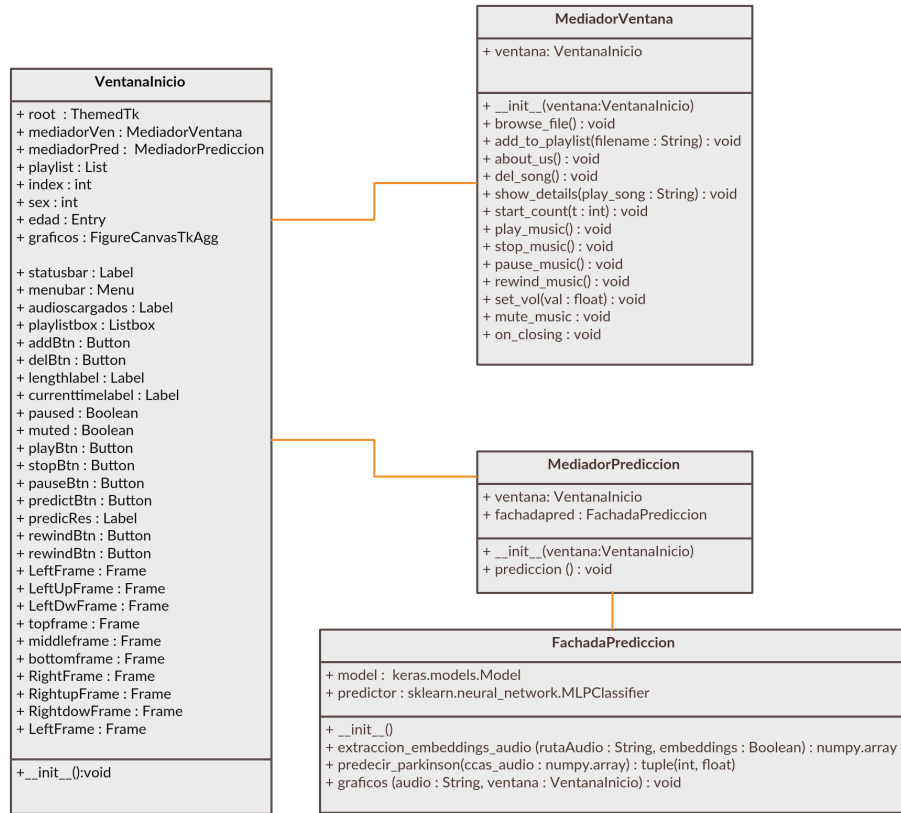 VentanaInicio
+ root : ThemedTk
+ mediadorVen : MediadorVentana
+ mediadorPred : MediadorPrediccion
+ playlist : List
+ index : int
+ sex : int
+ edad : Entry
+ graficos : FigureCanvasTkAgg
+ statusbar : Label
+ menubar : Menu
+ audioscargados : Label
+ playlistbox : Listbox
+ addBtn : Button
+ delBtn : Button
+ lengthlabel : Label
+ currenttimelabel : Label
+ paused : Boolean
+ muted : Boolean
+ playBtn : Button
+ stopBtn : Button
+ pauseBtn : Button
+ predictBtn : Button
+ predicRes : Label
+ rewindBtn : Button
+ rewindBtn : Button
+ LeftFrame : Frame
+ LeftUpFrame : Frame
+ LeftDwFrame : Frame
+ topframe : Frame
+ middleframe : Frame
+ bottomframe : Frame
+ RightFrame : Frame
+ RightupFrame : Frame
+ RightdowFrame : Frame
+ LeftFrame : Frame
+__init__():void
MediadorVentana
+ ventana: VentanaInicio
+ __init__(ventana:VentanaInicio)
+ browse_file() : void
+ add_to_playlist(filename : String) : void
+ about_us() : void
+ del_song() : void
+ show_details(play_song : String) : void
+ start_count(t : int) : void
+ play_music() : void
+ stop_music() : void
+ pause_music() : void
+ rewind_music() : void
+ set_vol(val : float) : void
+ mute_music : void
+ on_closing : void
MediadorPrediccion
+ ventana: VentanaInicio
+ fachadapred : FachadaPrediccion
+ __init__(ventana:VentanaInicio)
+ prediccion () : void
FachadaPrediccion
+ model : keras.models.Model
+ predictor : sklearn.neural_network.MLPClassifier
+ __init__()
+ extraccion_embeddings_audio (rutaAudio : String, embeddings : Boolean) : numpy.array
+ predecir_parkinson(ccas_audio : numpy.array) : tuple(int, float)
+ graficos (audio : String, ventana : VentanaInicio) : void